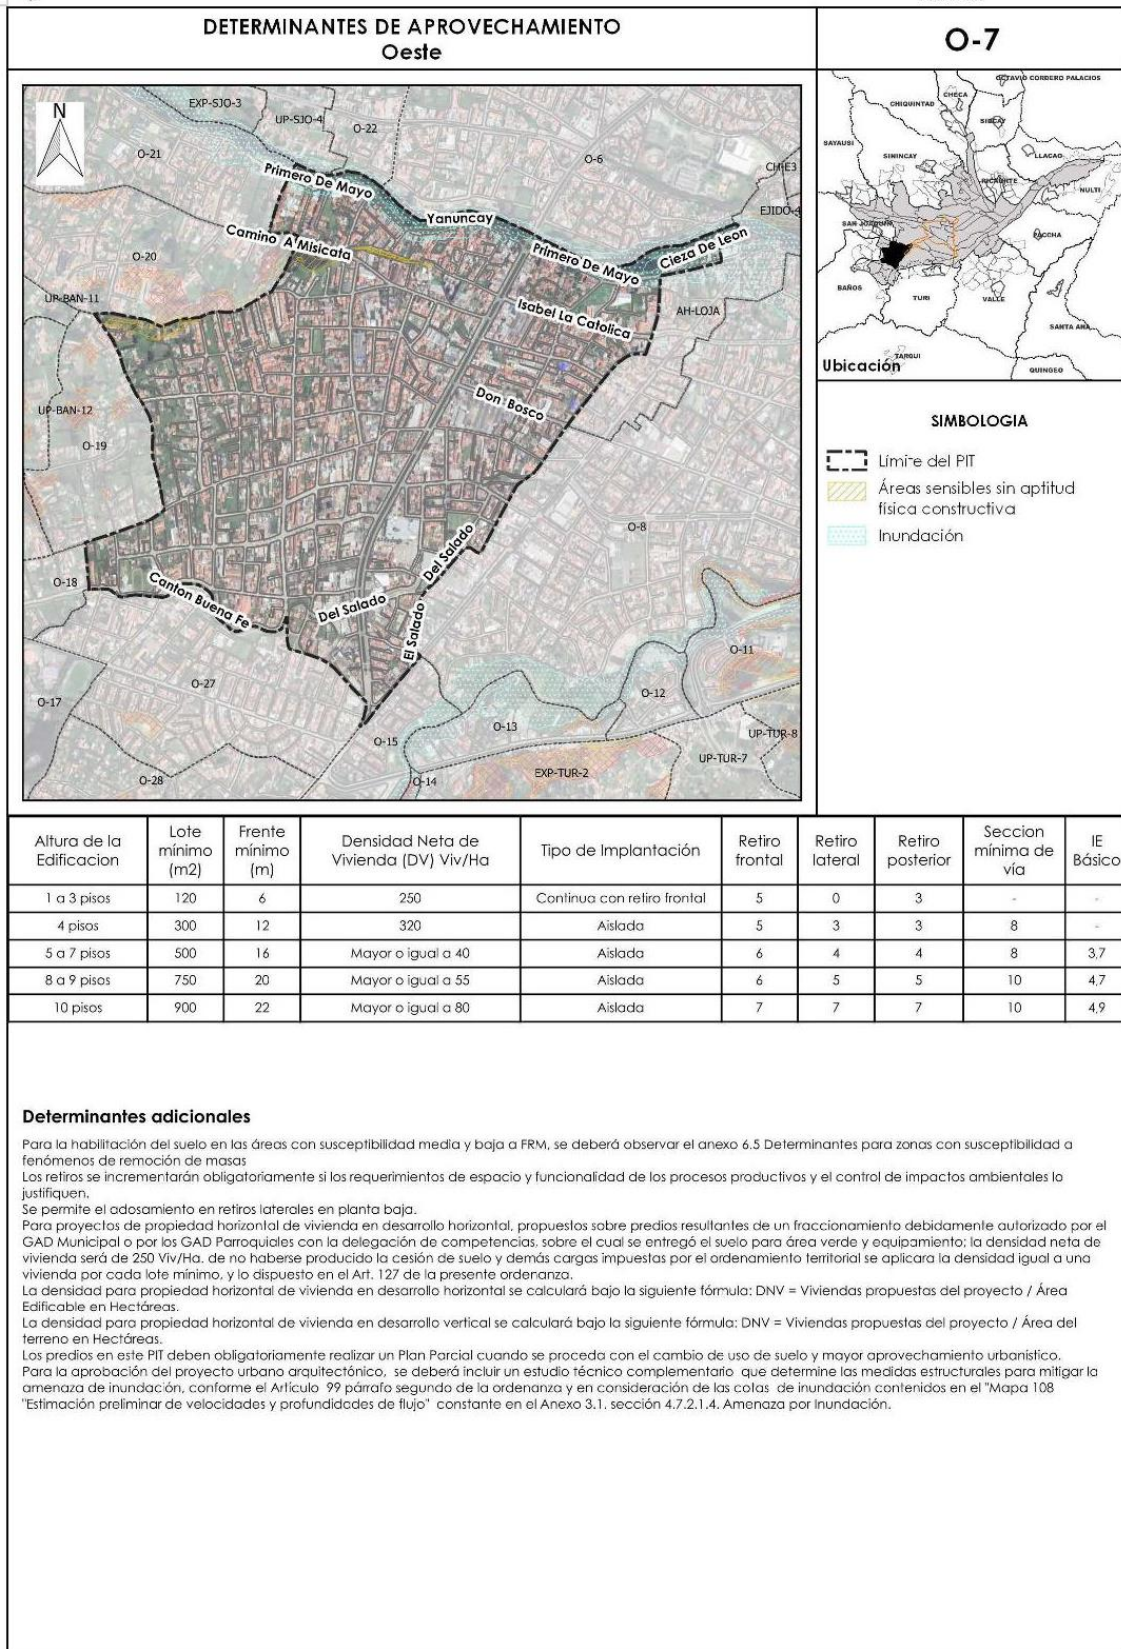 DETERMINANTES DE APROVECHAMIENTO
Oeste
O-7
N
EXP-SJO-3
UP-SJO-4
O-22
O-21
O-6
CH-E3
EJIDO-4
Primero De Mayo
Yanuncay
Camino A Misicata
Primero De Mayo
Cieza De Leon
O-20
UP-BAN-11
Isabel La Catolica
AH-LOJA
Don Bosco
UP-BAN-12
O-19
O-8
Del Salado
O-18
Canton Buena Fe
Del Salado
El Salado
O-11
O-27
O-12
O-17
O-13
O-15
UP-TUR-8
UP-TUR-7
O-28
O-14
EXP-TUR-2
OCTAVIO CORDERO PALACIOS
CHECA
CHIQUINTAD
SIDCAY
SAYAUSI
SININCAY
LLACAO
RICAURTE
NULTI
SAN JOAQUIN
PACCHA
BAÑOS
TURI
VALLE
SANTA ANA
TARQUI
QUINGEO
Ubicación
SIMBOLOGIA
Límite del PIT
Áreas sensibles sin aptitud
física constructiva
Inundación
Altura de la Edificacion | Lote mínimo (m2) | Frente mínimo (m) | Densidad Neta de Vivienda (DV) Viv/Ha | Tipo de Implantación | Retiro frontal | Retiro lateral | Retiro posterior | Seccion mínima de vía | IE Básico
1 a 3 pisos | 120 | 6 | 250 | Continua con retiro frontal | 5 | 0 | 3 | - | -
4 pisos | 300 | 12 | 320 | Aislada | 5 | 3 | 3 | 8 | -
5 a 7 pisos | 500 | 16 | Mayor o igual a 40 | Aislada | 6 | 4 | 4 | 8 | 3,7
8 a 9 pisos | 750 | 20 | Mayor o igual a 55 | Aislada | 6 | 5 | 5 | 10 | 4,7
10 pisos | 900 | 22 | Mayor o igual a 80 | Aislada | 7 | 7 | 7 | 10 | 4,9
Determinantes adicionales
Para la habilitación del suelo en las áreas con susceptibilidad media y baja a FRM, se deberá observar el anexo 6.5 Determinantes para zonas con susceptibilidad a
fenómenos de remoción de masas
Los retiros se incrementarán obligatoriamente si los requerimientos de espacio y funcionalidad de los procesos productivos y el control de impactos ambientales lo
justifiquen.
Se permite el adosamiento en retiros laterales en planta baja.
Para proyectos de propiedad horizontal de vivienda en desarrollo horizontal, propuestos sobre predios resultantes de un fraccionamiento debidamente autorizado por el
GAD Municipal o por los GAD Parroquiales con la delegación de competencias, sobre el cual se entregó el suelo para área verde y equipamiento; la densidad neta de
vivienda será de 250 Viv/Ha. de no haberse producido la cesión de suelo y demás cargas impuestas por el ordenamiento territorial se aplicara la densidad igual a una
vivienda por cada lote mínimo, y lo dispuesto en el Art. 127 de la presente ordenanza.
La densidad para propiedad horizontal de vivienda en desarrollo horizontal se calculará bajo la siguiente fórmula: DNV = Viviendas propuestas del proyecto / Área
Edificable en Hectáreas.
La densidad para propiedad horizontal de vivienda en desarrollo vertical se calculará bajo la siguiente fórmula: DNV = Viviendas propuestas del proyecto / Área del
terreno en Hectáreas.
Los predios en este PIT deben obligatoriamente realizar un Plan Parcial cuando se proceda con el cambio de uso de suelo y mayor aprovechamiento urbanístico.
Para la aprobación del proyecto urbano arquitectónico, se deberá incluir un estudio técnico complementario que determine las medidas estructurales para mitigar la
amenaza de inundación, conforme el Artículo 99 párrafo segundo de la ordenanza y en consideración de las cotas de inundación contenidos en el "Mapa 108
"Estimación preliminar de velocidades y profundidades de flujo" constante en el Anexo 3.1. sección 4.7.2.1.4. Amenaza por Inundación.